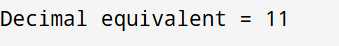 Decimal equivalent = 11